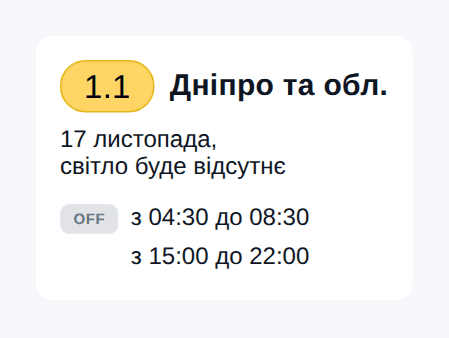 1.1 Дніпро та обл.
17 листопада,
світло буде відсутнє
OFF з 04:30 до 08:30
з 15:00 до 22:00